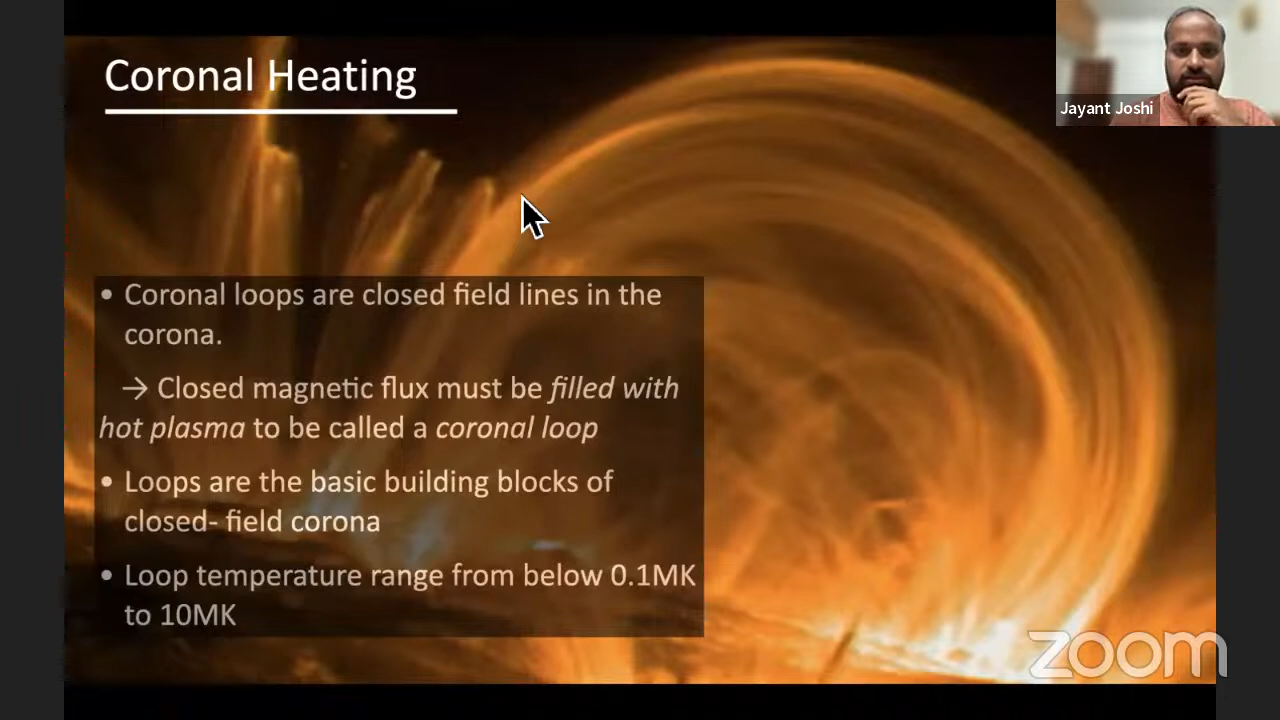 Coronal Heating
Jayant Joshi
• Coronal loops are closed field lines in the
corona.
→ Closed magnetic flux must be filled with
hot plasma to be called a coronal loop
• Loops are the basic building blocks of
closed- field corona
• Loop temperature range from below 0.1MK
to 10MK
zoom